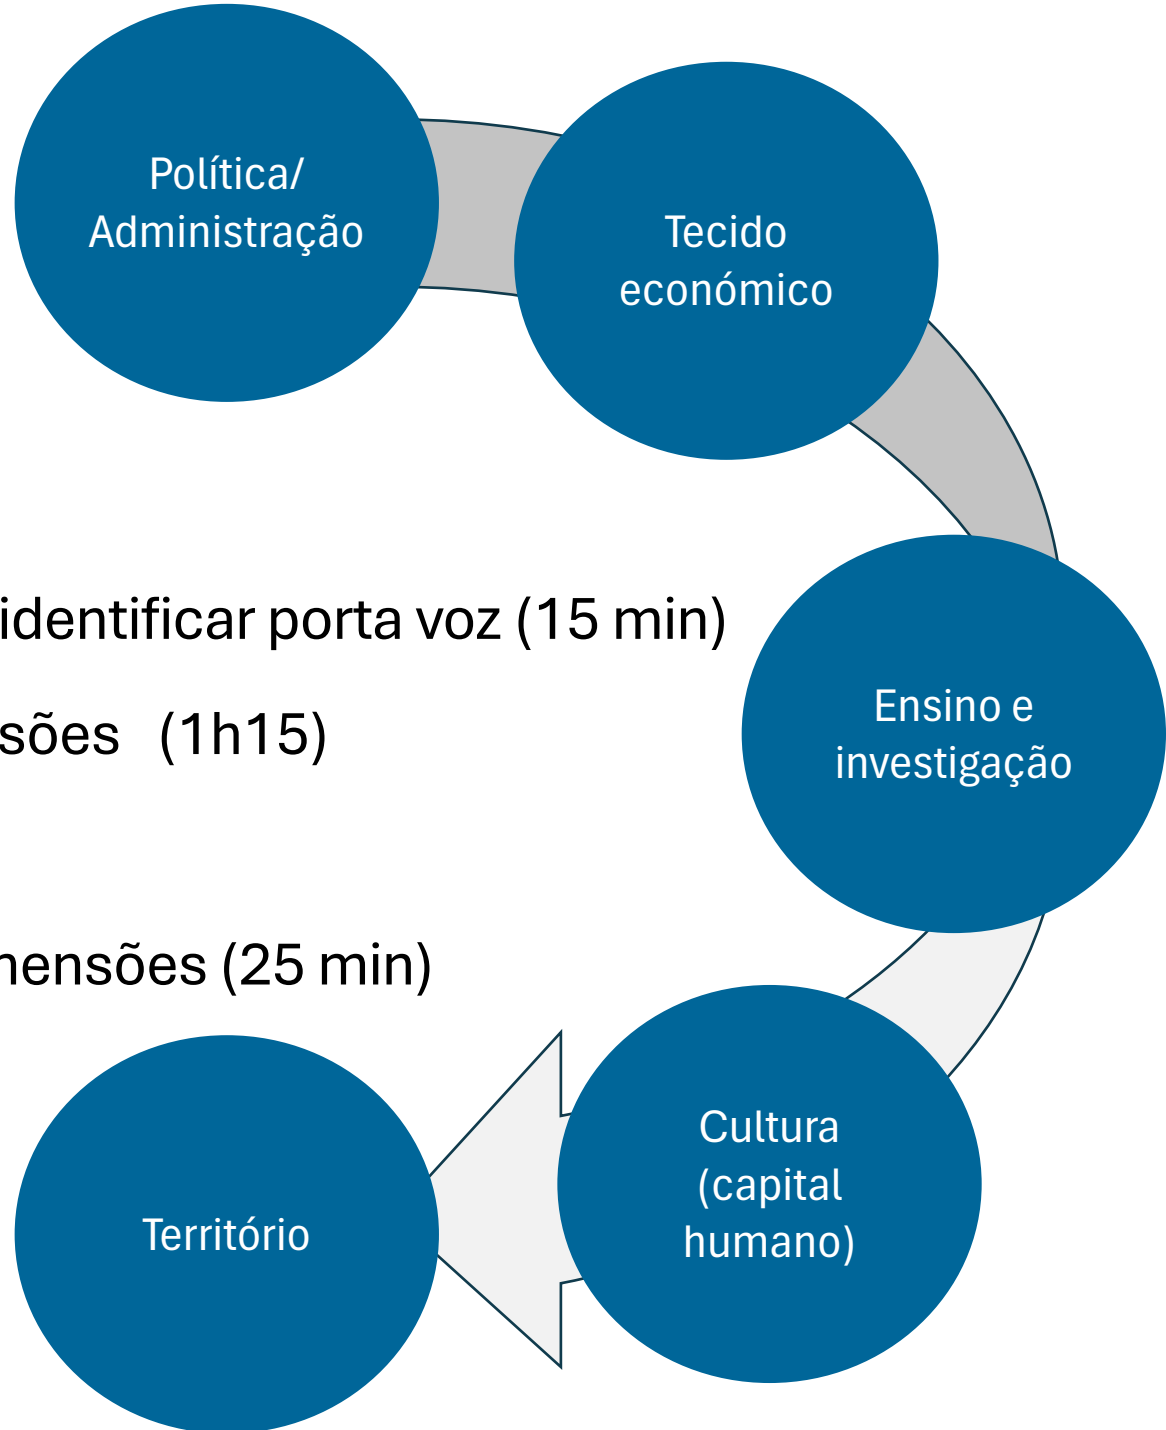 Política/
Administração
Tecido
económico
identificar porta voz (15 min)
sões (1h15)
Ensino e
investigação
nensões (25 min)
Cultura
(capital
humano)
Território